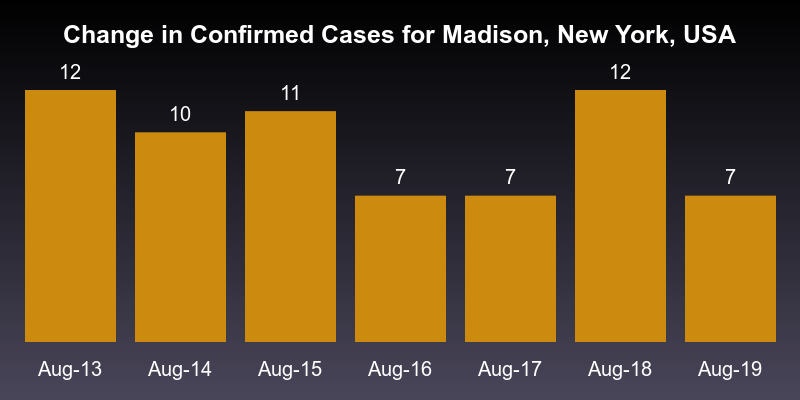 Change in Confirmed Cases for Madison, New York, USA
12
10
11
7
7
12
7
Aug-13
Aug-14
Aug-15
Aug-16
Aug-17
Aug-18
Aug-19